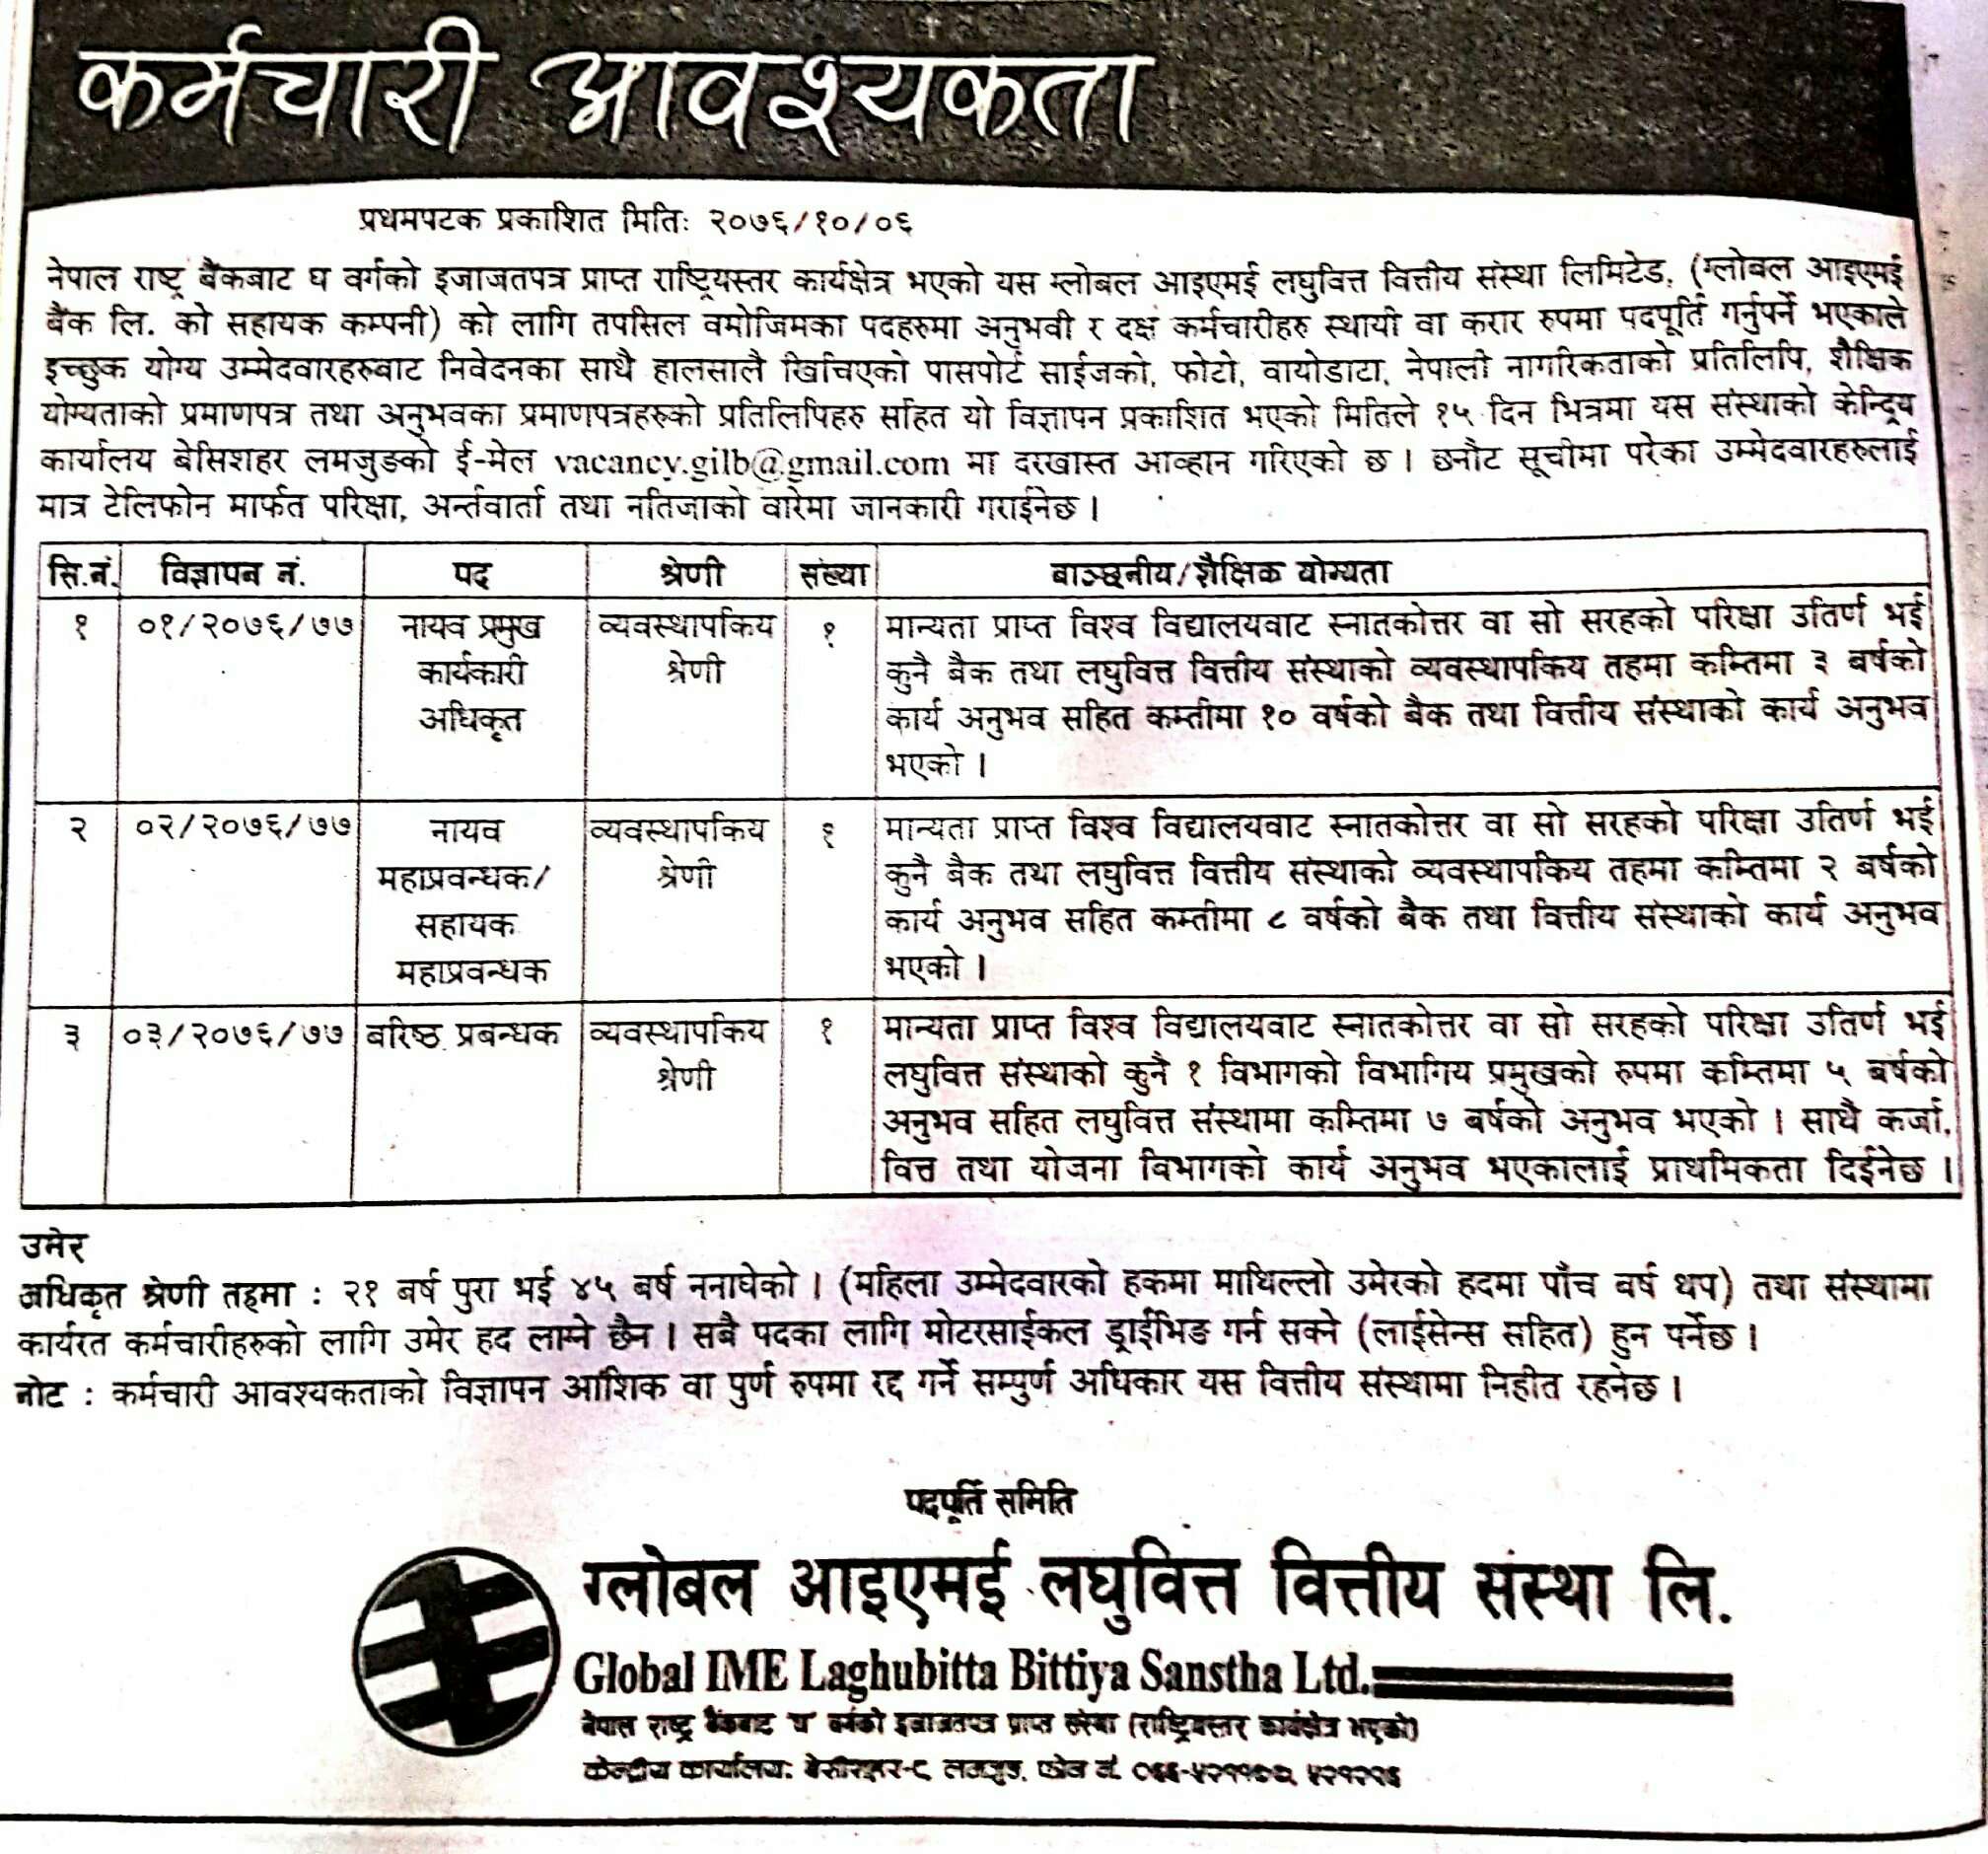 कर्मचारी आवश्यकता
प्रथमपटक प्रकाशित मितिः २०७६/१०/०६
नेपाल राष्ट्र बैंकबाट घ वर्गको इजाजतपत्र प्राप्त राष्ट्रियस्तर कार्यक्षेत्र भएको यस ग्लोबल आइएमई लघुवित्त वित्तीय संस्था लिमिटेड, (ग्लोबल आइएमई
बैंक लि. को सहायक कम्पनी) को लागि तपसिल वमोजिमका पदहरुमा अनुभवी र दक्ष कर्मचारीहरु स्थायी वा करार रुपमा पदपूर्ति गर्नुपर्ने भएकाले
इच्छुक योग्य उम्मेदवारहरुवाट निवेदनका साथै हालसालै खिचिएको पासपोर्ट साईजको, फोटो, वायोडाटा, नेपाली नागरिकताको प्रतिलिपि, शैक्षिक
योग्यताको प्रमाणपत्र तथा अनुभवका प्रमाणपत्रहरुको प्रतिलिपिहरु सहित यो विज्ञापन प्रकाशित भएको मितिले १५ दिन भित्रमा यस संस्थाको केन्द्रिय
कार्यालय बेसिशहर लमजुङको ई-मेल vacancy.gilb@gmail.com मा दरखास्त आव्हान गरिएको छ । छनौट सूचीमा परेका उम्मेदवारहरुलाई
मात्र टेलिफोन मार्फत परिक्षा, अर्न्तवार्ता तथा नतिजाको वारेमा जानकारी गराईनेछ ।
सि.नं. विज्ञापन नं. पद श्रेणी संख्या बाञ्छनीय/शैक्षिक योग्यता
१ ०१/२०७६/७७ नायव प्रमुख व्यवस्थापकिय १ मान्यता प्राप्त विश्व विद्यालयवाट स्नातकोत्तर वा सो सरहको परिक्षा उतिर्ण भई
कार्यकारी श्रेणी कुनै बैक तथा लघुवित्त वित्तीय संस्थाको व्यवस्थापकिय तहमा कम्तिमा ३ बर्षको
अधिकृत कार्य अनुभव सहित कम्तीमा १० वर्षको बैक तथा वित्तीय संस्थाको कार्य अनुभव
भएको ।
२ ०२/२०७६/७७ नायव व्यवस्थापकिय १ मान्यता प्राप्त विश्व विद्यालयवाट स्नातकोत्तर वा सो सरहको परिक्षा उतिर्ण भई
महाप्रवन्धक/ श्रेणी कुनै बैक तथा लघुवित्त वित्तीय संस्थाको व्यवस्थापकिय तहमा कम्तिमा २ बर्षको
सहायक कार्य अनुभव सहित कम्तीमा ८ वर्षको बैक तथा वित्तीय संस्थाको कार्य अनुभव
महाप्रवन्धक भएको ।
३ ०३/२०७६/७७ बरिष्ठ प्रबन्धक व्यवस्थापकिय १ मान्यता प्राप्त विश्व विद्यालयवाट स्नातकोत्तर वा सो सरहको परिक्षा उतिर्ण भई
श्रेणी लघुवित्त संस्थाको कुनै १ विभागको विभागिय प्रमुखको रुपमा कम्तिमा ५ बर्षको
अनुभव सहित लघुवित्त संस्थामा कम्तिमा ७ बर्षको अनुभव भएको । साथै कर्जा,
वित्त तथा योजना विभागको कार्य अनुभव भएकालाई प्राथमिकता दिईनेछ ।
उमेर
अधिकृत श्रेणी तहमा : २१ बर्ष पुरा भई ४५ बर्ष ननाघेको । (महिला उम्मेदवारको हकमा माथिल्लो उमेरको हदमा पाँच वर्ष थप) तथा संस्थामा
कार्यरत कर्मचारीहरुको लागि उमेर हद लाग्ने छैन । सबै पदका लागि मोटरसाईकल ड्राईभिङ गर्न सक्ने (लाईसेन्स सहित) हुन पर्नेछ ।
नोट : कर्मचारी आवश्यकताको विज्ञापन आंशिक वा पुर्ण रुपमा रद्द गर्ने सम्पुर्ण अधिकार यस वित्तीय संस्थामा निहीत रहनेछ ।
पदपूर्ति समिति
ग्लोबल आइएमई लघुवित्त वित्तीय संस्था लि.
Global IME Laghubitta Bittiya Sanstha Ltd.
नेपाल राष्ट्र बैंकबाट घ वर्गको इजाजतपत्र प्राप्त संस्था (राष्ट्रियस्तर कार्यक्षेत्र भएको)
केन्द्रीय कार्यालय: बेसीशहर-८ लमजुङ, फोन नं.